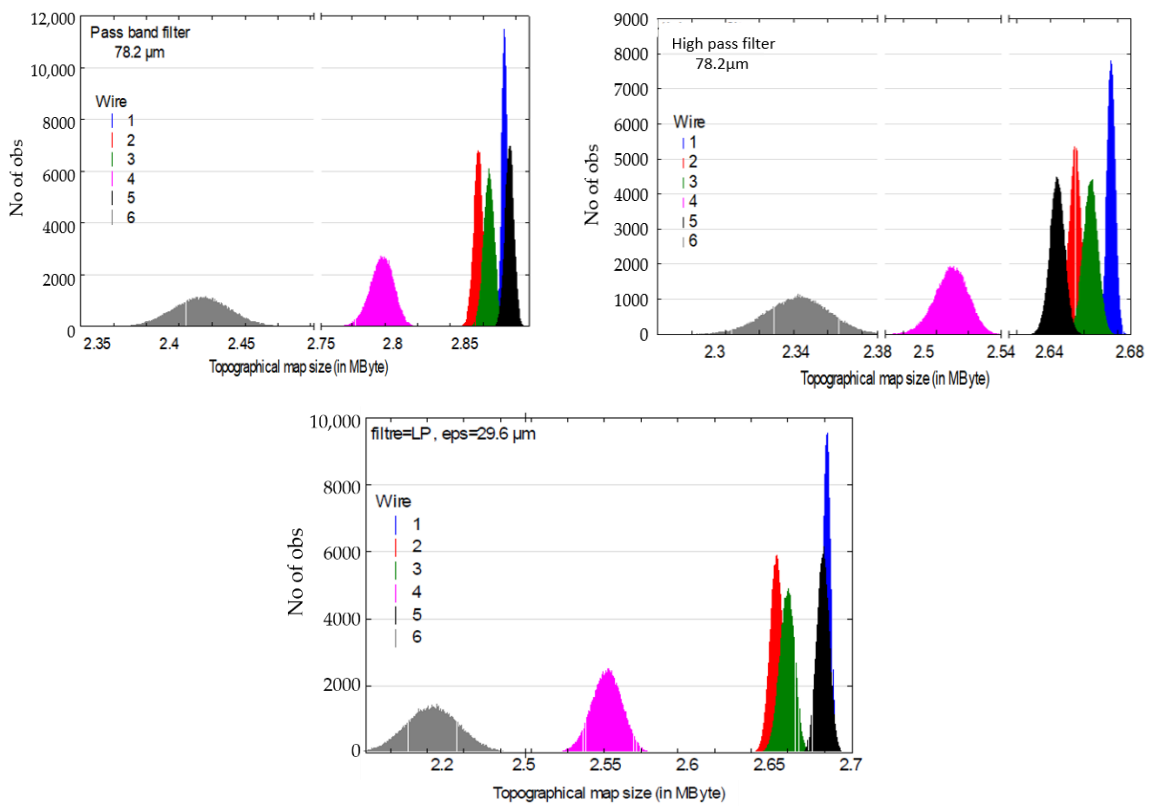 12,000
10,000
8000
6000
4000
2000
0
No of obs
Pass band filter
78.2 µm
Wire
1
2
3
4
5
6
2.35 2.4 2.45 2.75 2.8 2.85
Topographical map size (in MByte)
9000
8000
7000
6000
5000
4000
3000
2000
1000
0
No of obs
High pass filter
78.2µm
Wire
1
2
3
4
5
6
2.3 2.34 2.38 2.5 2.54 2.64 2.68
Topographical map size (in MByte)
10,000
8000
6000
4000
2000
0
No of obs
filtre=LP, eps=29.6 µm
Wire
1
2
3
4
5
6
2.2 2.5 2.55 2.6 2.65 2.7
Topographical map size (in MByte)